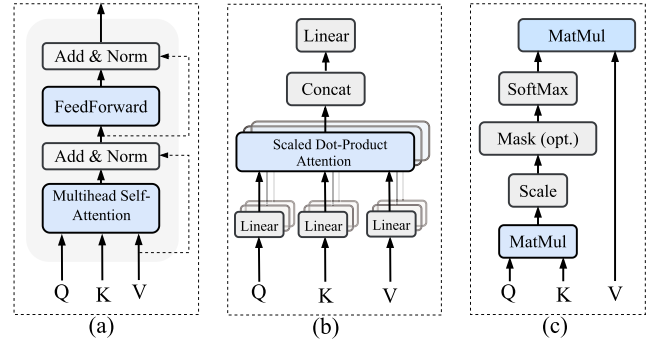 Add & Norm
FeedForward
Add & Norm
Multihead Self-
Attention
Q K V
(a)
Linear
Concat
Scaled Dot-Product
Attention
Linear Linear Linear
Q K V
(b)
MatMul
SoftMax
Mask (opt.)
Scale
MatMul
Q K V
(c)